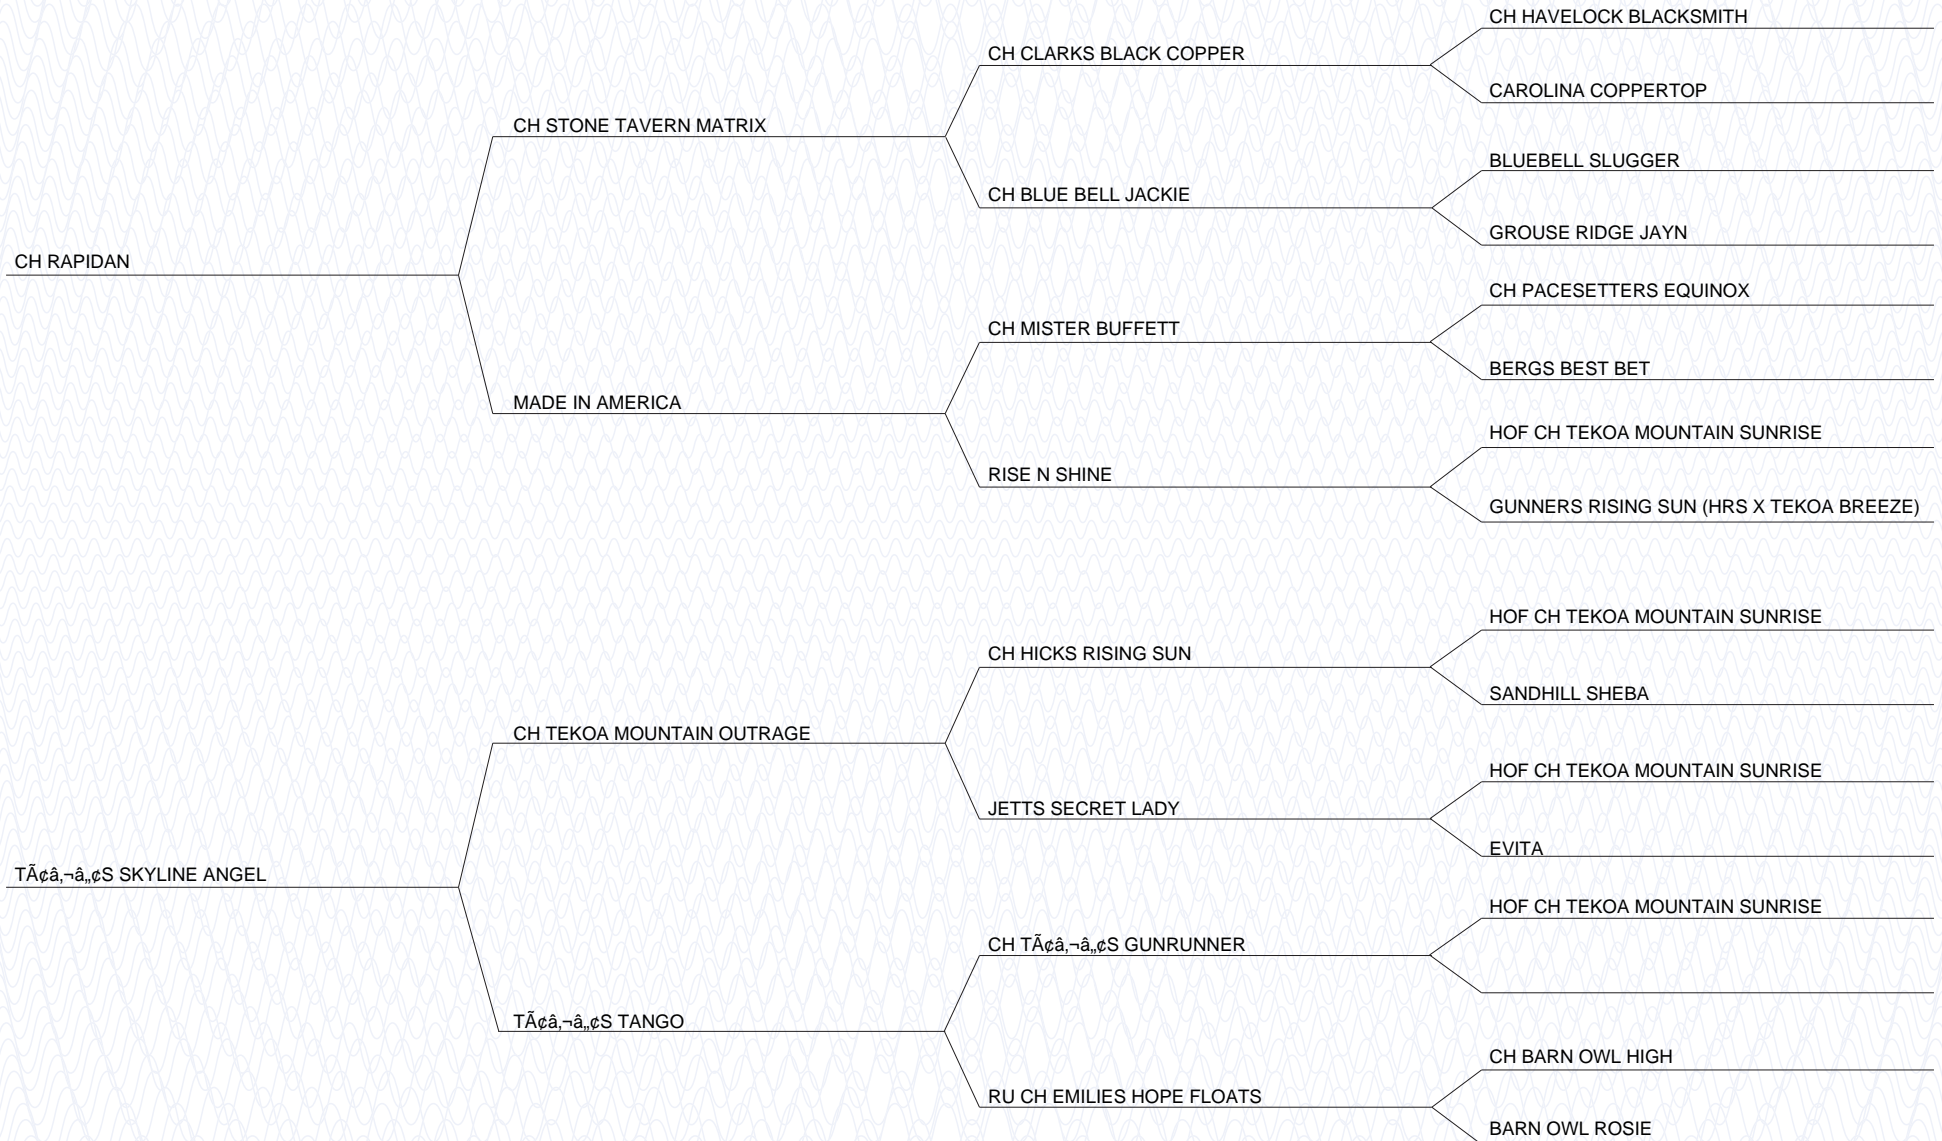 CH HAVELOCK BLACKSMITH
CH CLARKS BLACK COPPER
CAROLINA COPPERTOP
CH STONE TAVERN MATRIX
BLUEBELL SLUGGER
CH BLUE BELL JACKIE
GROUSE RIDGE JAYN
CH RAPIDAN
CH PACESETTERS EQUINOX
CH MISTER BUFFETT
BERGS BEST BET
MADE IN AMERICA
HOF CH TEKOA MOUNTAIN SUNRISE
RISE N SHINE
GUNNERS RISING SUN (HRS X TEKOA BREEZE)
HOF CH TEKOA MOUNTAIN SUNRISE
CH HICKS RISING SUN
SANDHILL SHEBA
CH TEKOA MOUNTAIN OUTRAGE
HOF CH TEKOA MOUNTAIN SUNRISE
JETTS SECRET LADY
EVITA
TÃ¢â‚¬â„¢S SKYLINE ANGEL
HOF CH TEKOA MOUNTAIN SUNRISE
CH TÃ¢â‚¬â„¢S GUNRUNNER
TÃ¢â‚¬â„¢S TANGO
CH BARN OWL HIGH
RU CH EMILIES HOPE FLOATS
BARN OWL ROSIE